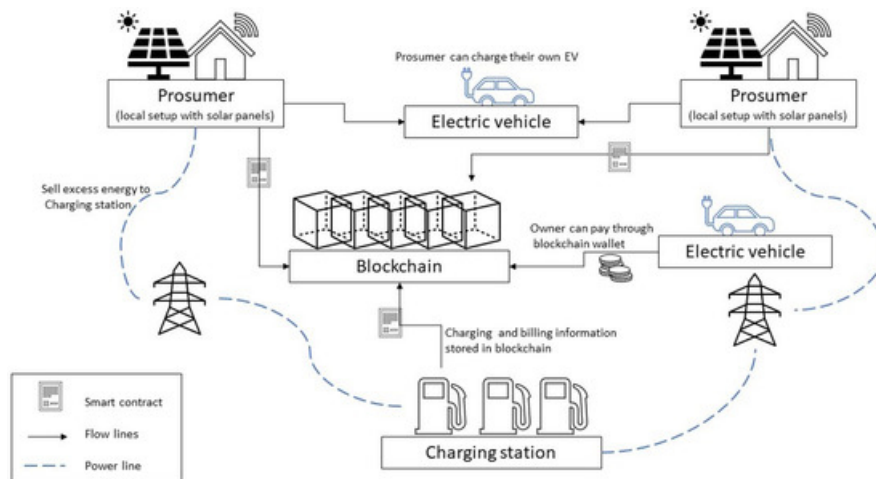 Prosumer can charge their own EV
Prosumer
(local setup with solar panels)
Electric vehicle
Prosumer
(local setup with solar panels)
Sell excess energy to
Charging station
Owner can pay through
blockchain wallet
Electric vehicle
Blockchain
Charging and billing information
stored in blockchain
Smart contract
Flow lines
Power line
Charging station